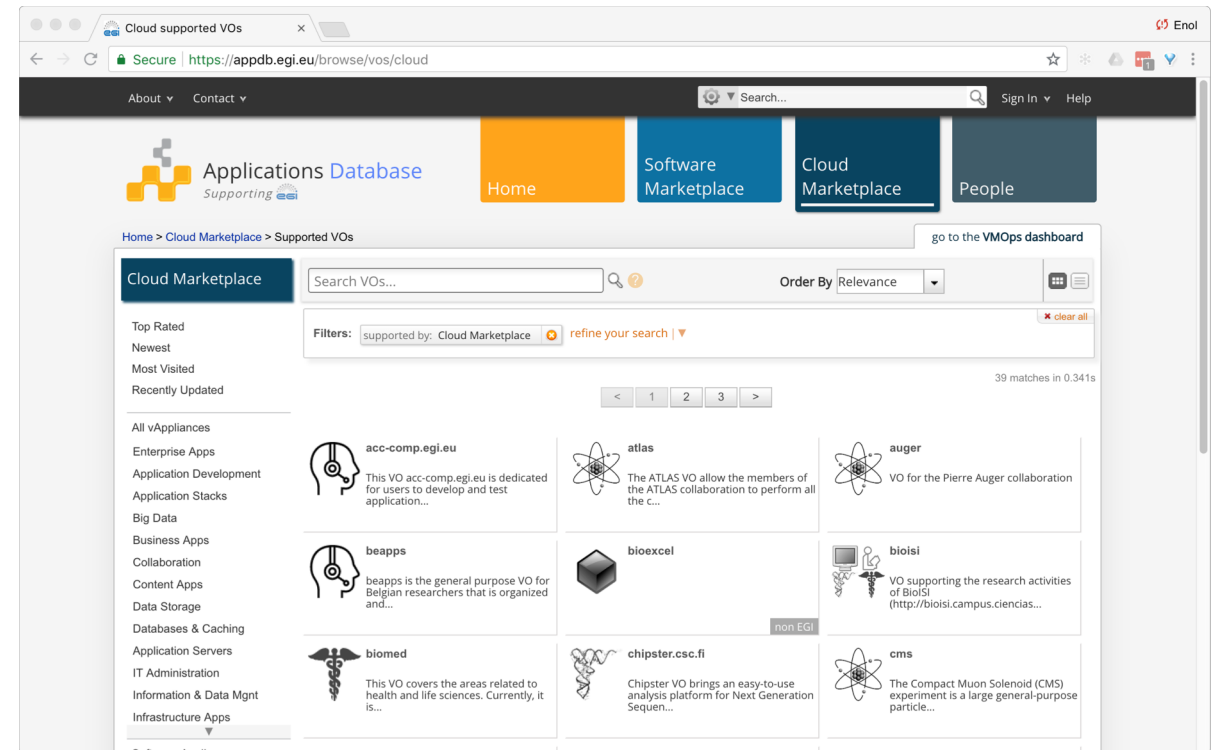 Cloud supported VOs
Enol
Secure https://appdb.egi.eu/browse/vos/cloud
1
About Contact
Search...
Sign In Help
Applications Database
Supporting egi
Home
Software
Marketplace
Cloud
Marketplace
People
Home > Cloud Marketplace > Supported VOs
go to the VMOps dashboard
Cloud Marketplace
Search VOs...
Order By Relevance
Filters: supported by: Cloud Marketplace refine your search |
clear all
39 matches in 0.341s
< 1 2 3 >
Top Rated
Newest
Most Visited
Recently Updated
All vAppliances
Enterprise Apps
Application Development
Application Stacks
Big Data
Business Apps
Collaboration
Content Apps
Data Storage
Databases & Caching
Application Servers
IT Administration
Information & Data Mgnt
Infrastructure Apps
acc-comp.egi.eu
This VO acc-comp.egi.eu is dedicated
for users to develop and test
application...
atlas
The ATLAS VO allow the members of
the ATLAS collaboration to perform all
the c...
auger
VO for the Pierre Auger collaboration
beapps
beapps is the general purpose VO for
Belgian researchers that is organized
and...
bioexcel
non EGI
bioisi
VO supporting the research activities
of BioISI
(http://bioisi.campus.ciencias...
biomed
This VO covers the areas related to
health and life sciences. Currently, it
is...
chipster.csc.fi
Chipster VO brings an easy-to-use
analysis platform for Next Generation
Sequen...
cms
The Compact Muon Solenoid (CMS)
experiment is a large general-purpose
particle...